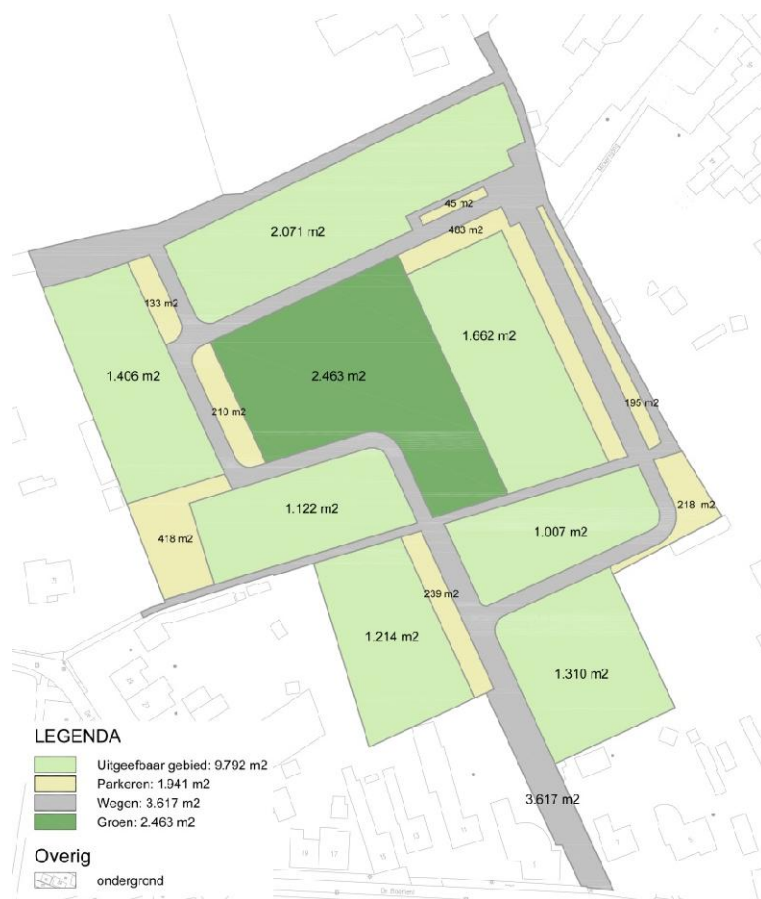 45 m2
2.071 m2
483 m2
133 m2
1.662 m2
1.406 m2
2.463 m2
210 m2
195 m2
1.122 m2
218 m2
418 m2
1.007 m2
239 m2
1.214 m2
1.310 m2
3.617 m2
LEGENDA
Uitgeefbaar gebied: 9.792 m2
Parkeren: 1.941 m2
Wegen: 3.617 m2
Groen: 2.463 m2
Overig
ondergrond